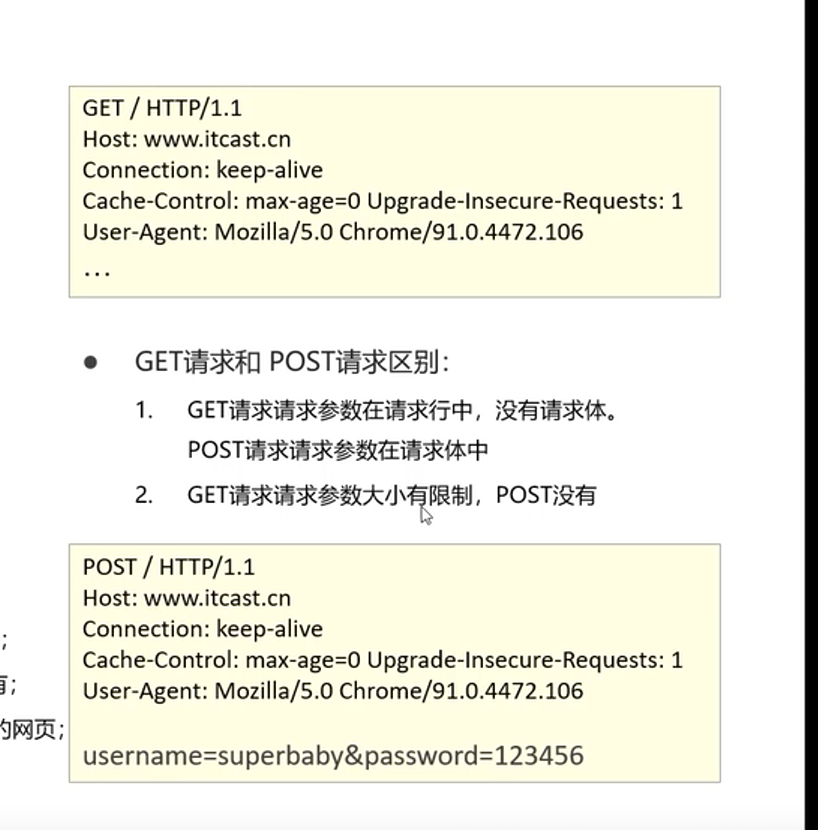 GET / HTTP/1.1
Host: www.itcast.cn
Connection: keep-alive
Cache-Control: max-age=0 Upgrade-Insecure-Requests: 1
User-Agent: Mozilla/5.0 Chrome/91.0.4472.106
...
● GET请求和 POST请求区别：
1. GET请求请求参数在请求行中，没有请求体。
POST请求请求参数在请求体中
2. GET请求请求参数大小有限制，POST没有
POST / HTTP/1.1
Host: www.itcast.cn
Connection: keep-alive
；
Cache-Control: max-age=0 Upgrade-Insecure-Requests: 1
有；
User-Agent: Mozilla/5.0 Chrome/91.0.4472.106
的网页；
username=superbaby&password=123456